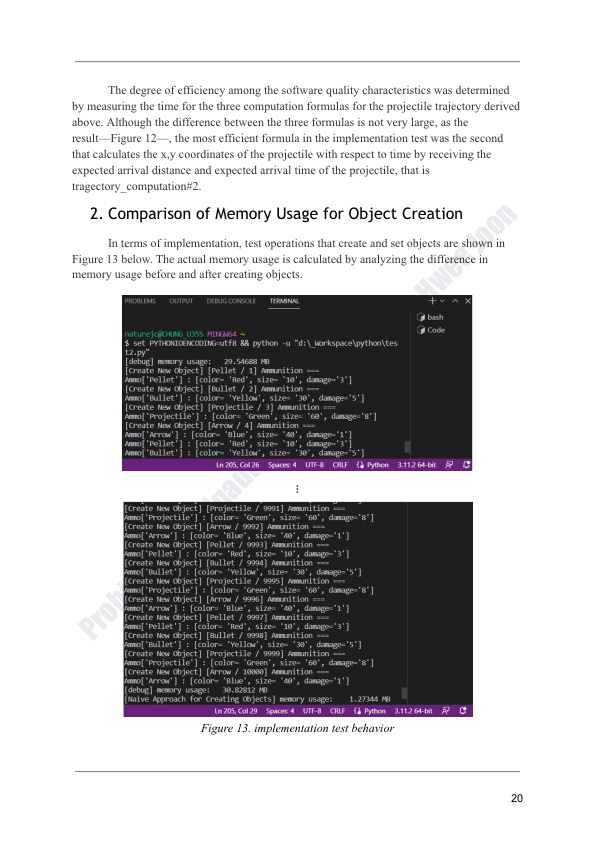 The degree of efficiency among the software quality characteristics was determined
by measuring the time for the three computation formulas for the projectile trajectory derived
above. Although the difference between the three formulas is not very large, as the
result—Figure 12—, the most efficient formula in the implementation test was the second
that calculates the x,y coordinates of the projectile with respect to time by receiving the
expected arrival distance and expected arrival time of the projectile, that is
tragectory_computation#2.
2. Comparison of Memory Usage for Object Creation
In terms of implementation, test operations that create and set objects are shown in
Figure 13 below. The actual memory usage is calculated by analyzing the difference in
memory usage before and after creating objects.
PROBLEMS OUTPUT DEBUG CONSOLE TERMINAL
bash
Code
naturejc@CHUNG_U35S MINGW64 ~
$ set PYTHONIOENCODING=utf8 && python -u "d:\_Workspace\python\tes
t2.py"
[debug] memory usage: 29.54688 MB
[Create New Object] [Pellet / 1] Ammunition ===
Ammo['Pellet'] : [color= 'Red', size= '10', damage='3']
[Create New Object] [Bullet / 2] Ammunition ===
Ammo['Bullet'] : [color= 'Yellow', size= '30', damage='5']
[Create New Object] [Projectile / 3] Ammunition ===
Ammo['Projectile'] : [color= 'Green', size= '60', damage='8']
[Create New Object] [Arrow / 4] Ammunition ===
Ammo['Arrow'] : [color= 'Blue', size= '40', damage='1']
Ammo['Pellet'] : [color= 'Red', size= '10', damage='3']
Ammo['Bullet'] : [color= 'Yellow', size= '30', damage='5']
Ln 205, Col 26 Spaces: 4 UTF-8 CRLF Python 3.11.2 64-bit
⋮
[Create New Object] [Projectile / 9991] Ammunition ===
Ammo['Projectile'] : [color= 'Green', size= '60', damage='8']
[Create New Object] [Arrow / 9992] Ammunition ===
Ammo['Arrow'] : [color= 'Blue', size= '40', damage='1']
[Create New Object] [Pellet / 9993] Ammunition ===
Ammo['Pellet'] : [color= 'Red', size= '10', damage='3']
[Create New Object] [Bullet / 9994] Ammunition ===
Ammo['Bullet'] : [color= 'Yellow', size= '30', damage='5']
[Create New Object] [Projectile / 9995] Ammunition ===
Ammo['Projectile'] : [color= 'Green', size= '60', damage='8']
[Create New Object] [Arrow / 9996] Ammunition ===
Ammo['Arrow'] : [color= 'Blue', size= '40', damage='1']
[Create New Object] [Pellet / 9997] Ammunition ===
Ammo['Pellet'] : [color= 'Red', size= '10', damage='3']
[Create New Object] [Bullet / 9998] Ammunition ===
Ammo['Bullet'] : [color= 'Yellow', size= '30', damage='5']
[Create New Object] [Projectile / 9999] Ammunition ===
Ammo['Projectile'] : [color= 'Green', size= '60', damage='8']
[Create New Object] [Arrow / 10000] Ammunition ===
Ammo['Arrow'] : [color= 'Blue', size= '40', damage='1']
[debug] memory usage: 30.82812 MB
[Naive Approach for Creating Objects] memory usage: 1.27344 MB
Ln 205, Col 29 Spaces: 4 UTF-8 CRLF Python 3.11.2 64-bit
Figure 13. implementation test behavior
20